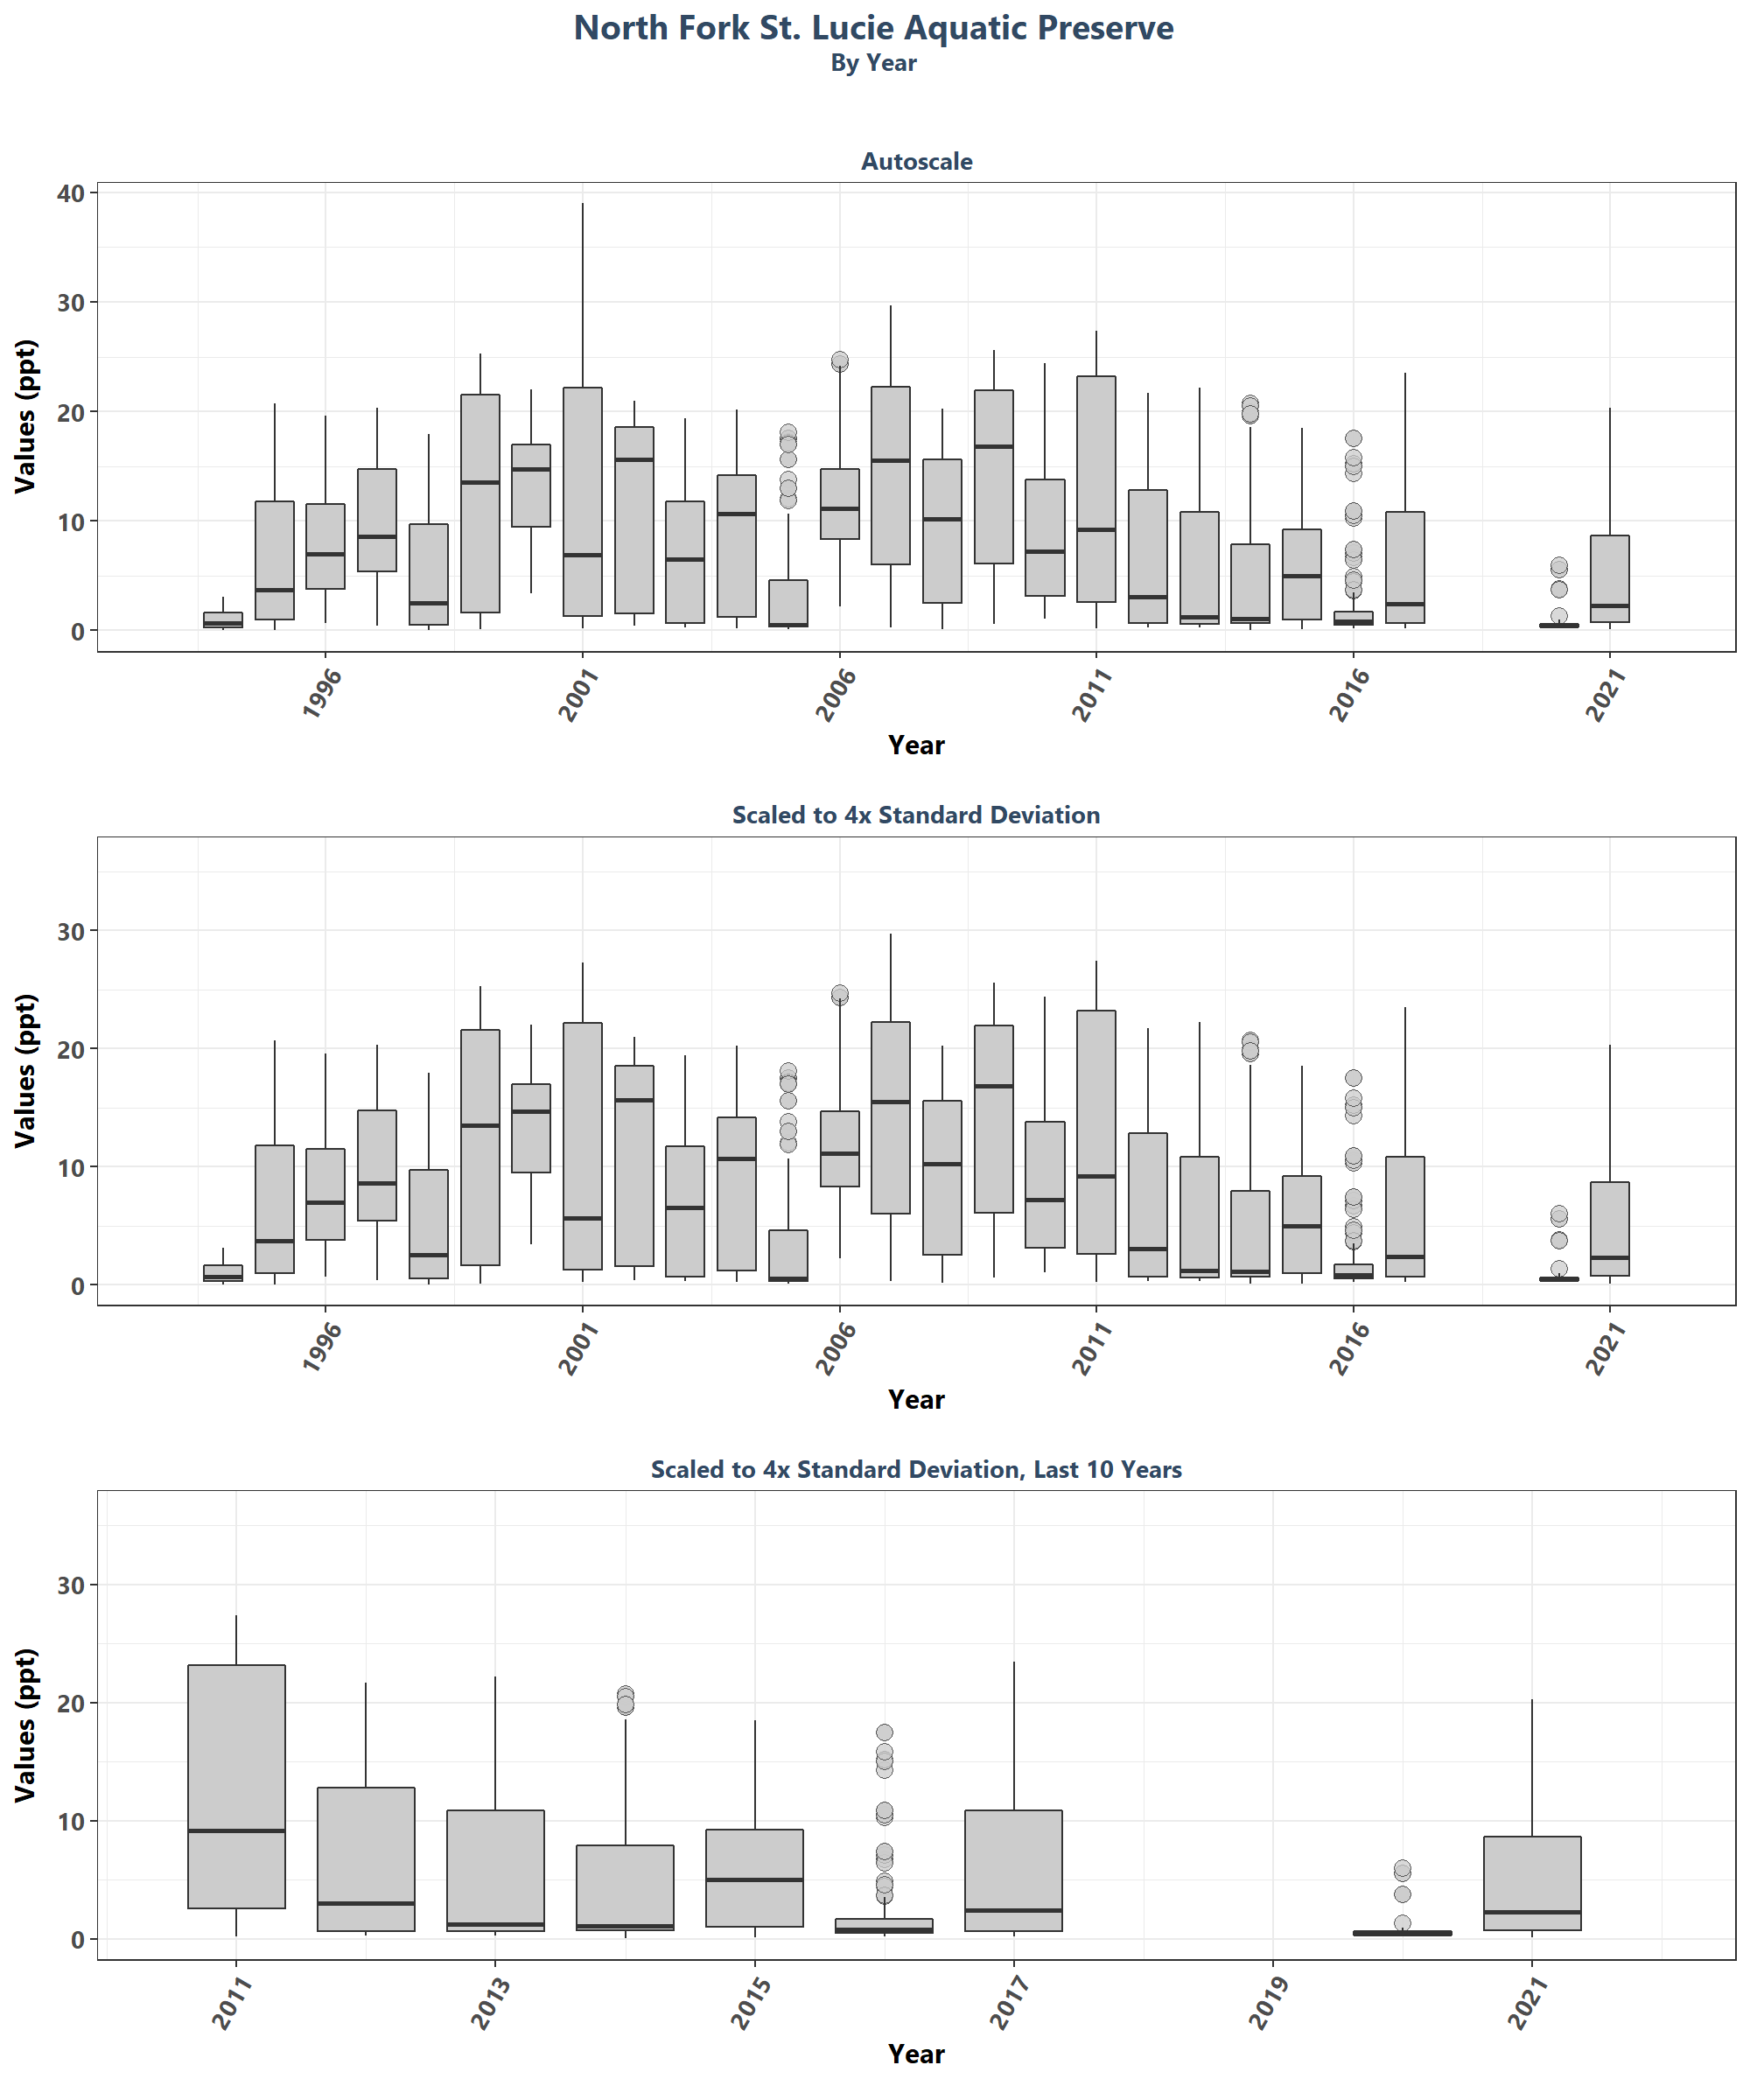 North Fork St. Lucie Aquatic Preserve
By Year
Autoscale
Values (ppt)
40
30
20
10
0
1996 2001 2006 2011 2016 2021
Year
Scaled to 4x Standard Deviation
Values (ppt)
30
20
10
0
1996 2001 2006 2011 2016 2021
Year
Scaled to 4x Standard Deviation, Last 10 Years
Values (ppt)
30
20
10
0
2011 2013 2015 2017 2019 2021
Year